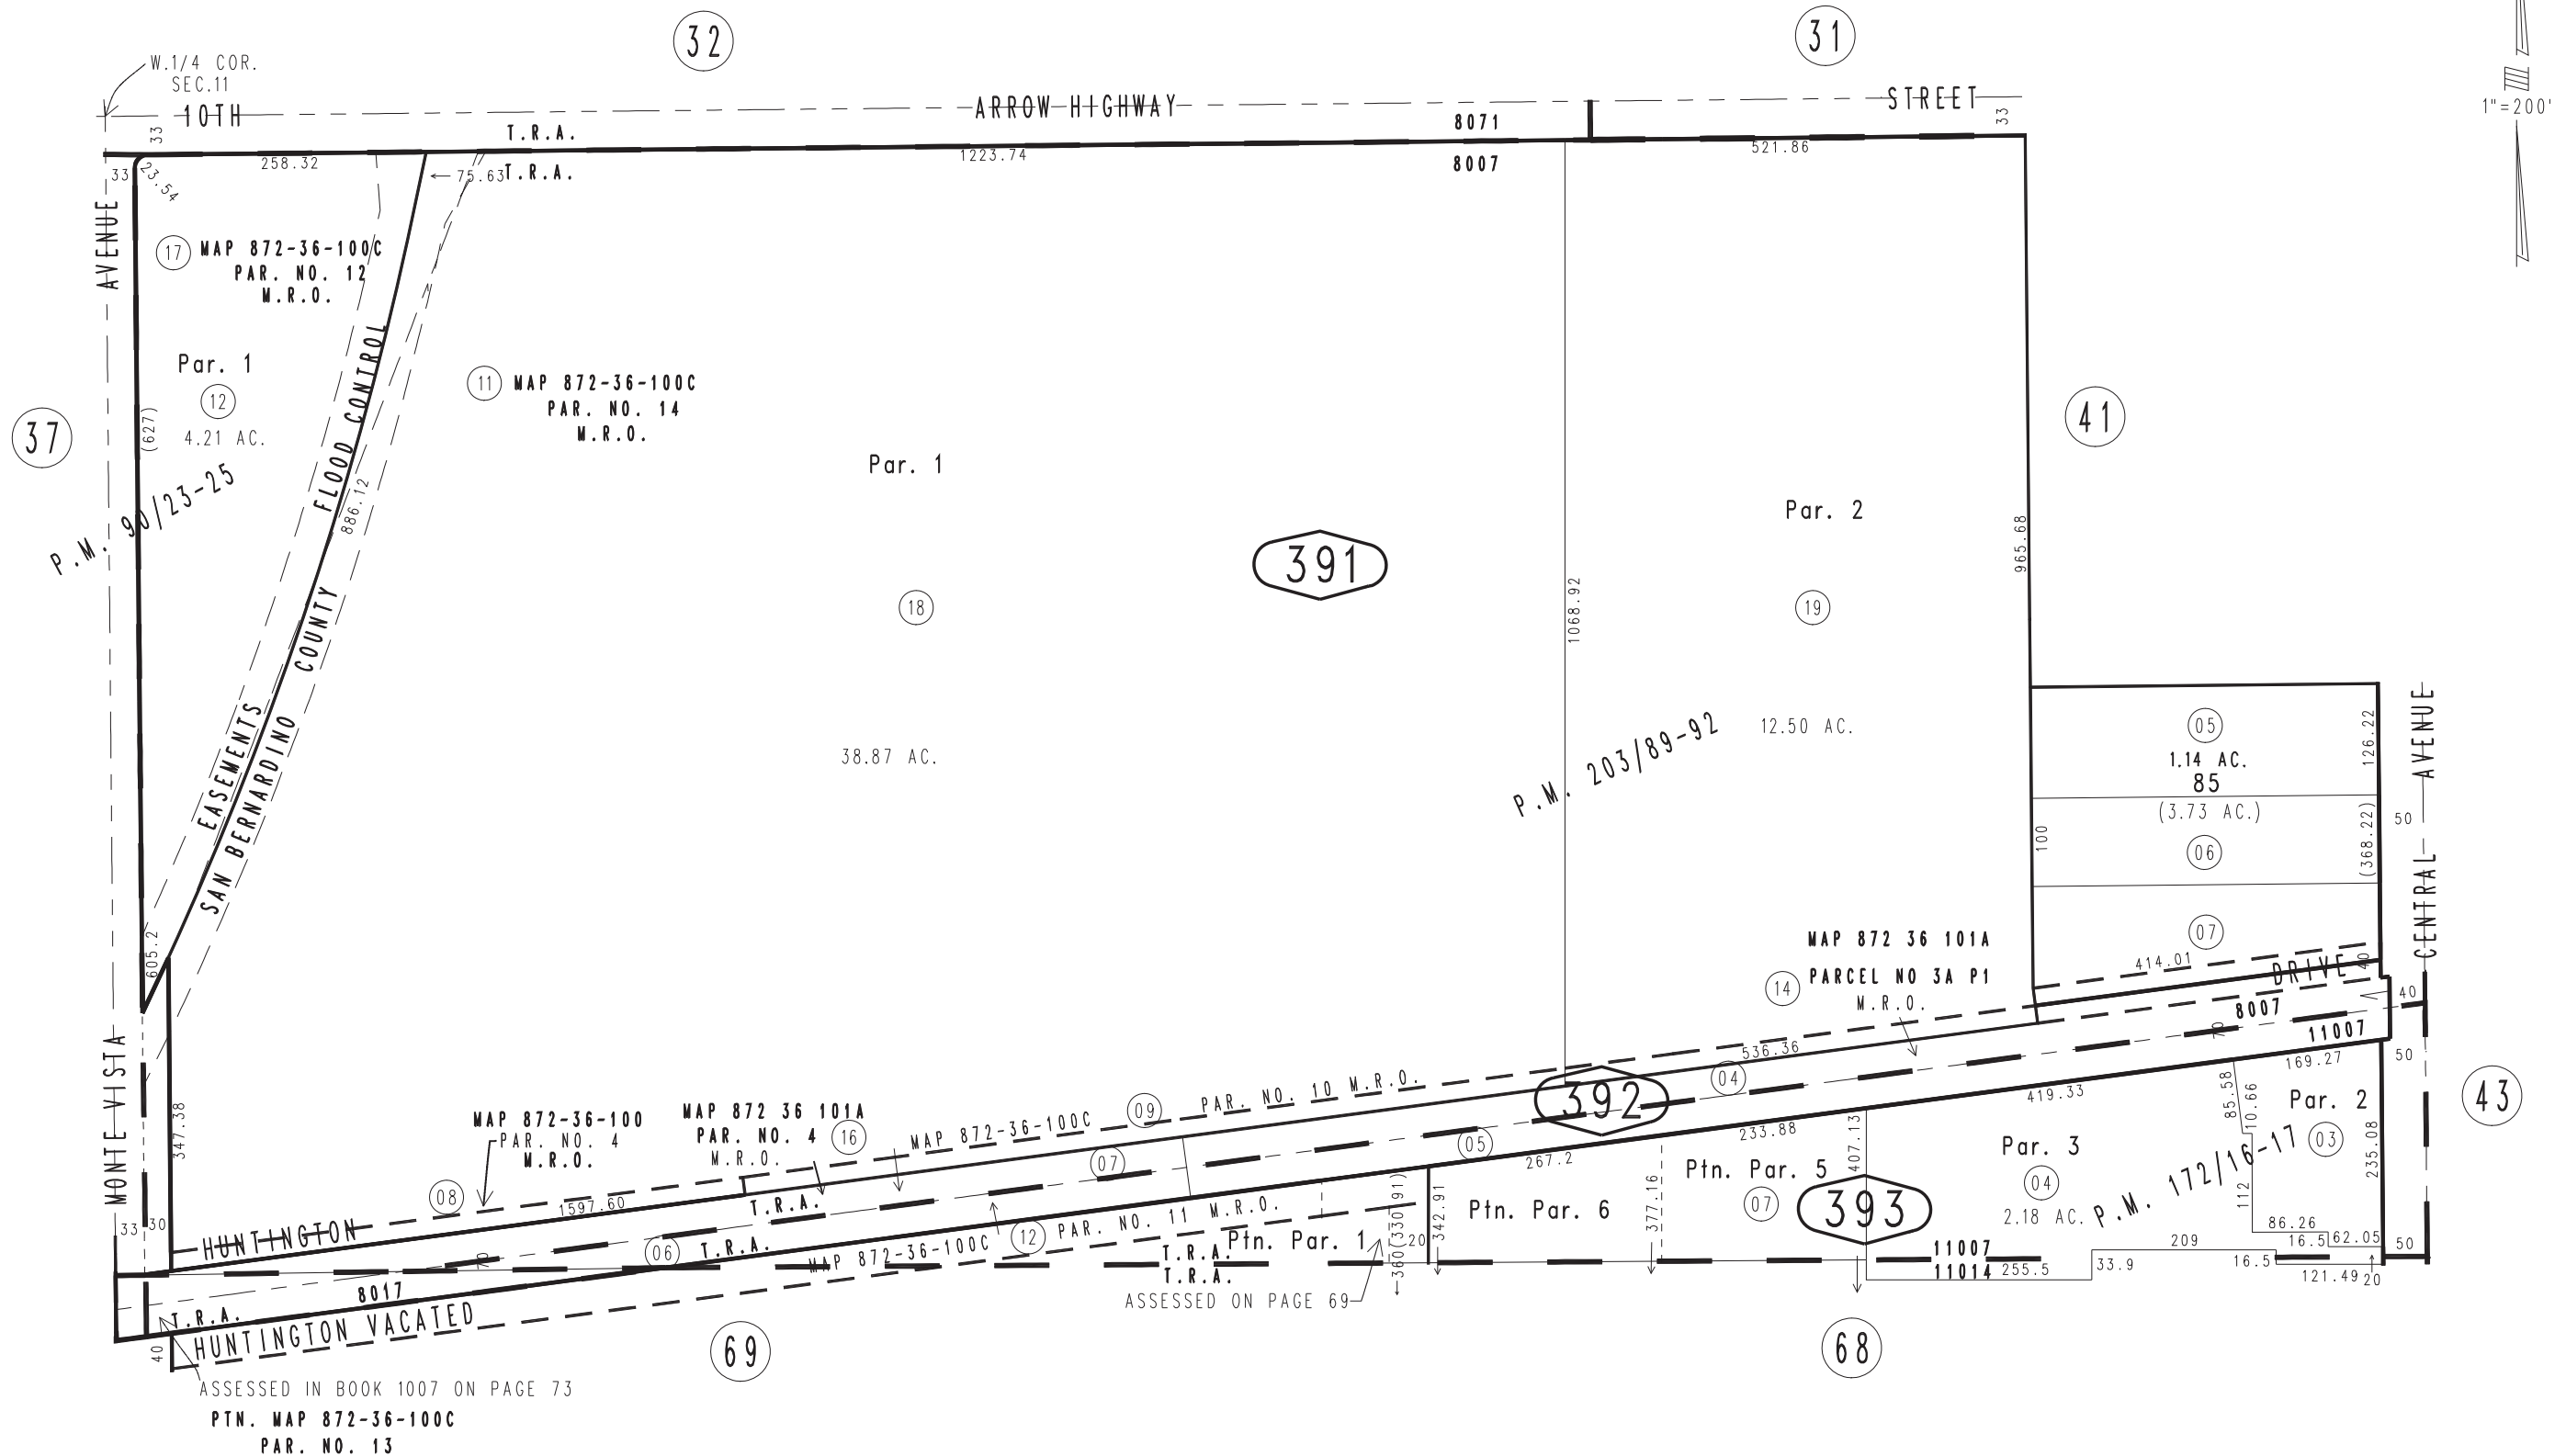 32
31
W.1/4 COR.
SEC.11
1"=200'
10TH
ARROW HIGHWAY
STREET
33
33
T.R.A.
8071
258.32
1223.74
521.86
8007
33
23.54
75.63
T.R.A.
AVENUE
17
MAP 872-36-100C
PAR. NO. 12
M.R.O.
Par. 1
12
4.21 AC.
(627)
37
P.M. 90/23-25
11
MAP 872-36-100C
PAR. NO. 14
M.R.O.
EASEMENTS
SAN BERNARDINO COUNTY FLOOD CONTROL
886.12
Par. 1
391
18
38.87 AC.
Par. 2
19
12.50 AC.
P.M. 203/89-92
1068.92
965.68
41
05
1.14 AC.
85
(3.73 AC.)
06
07
126.22
(368.22)
100
50
CENTRAL AVENUE
605.2
347.38
MONTE VISTA
33
30
MAP 872 36 101A
14
PARCEL NO 3A P1
M.R.O.
414.01
DRIVE
40
40
8007
11007
70
50
169.27
536.36
04
392
419.33
43
MAP 872-36-100
PAR. NO. 4
M.R.O.
MAP 872 36 101A
PAR. NO. 4
16
M.R.O.
MAP 872-36-100C
09
PAR. NO. 10 M.R.O.
08
1597.60
T.R.A.
07
05
267.2
233.88
407.13
HUNTINGTON
70
06
T.R.A.
MAP 872-36-100C
12
PAR. NO. 11 M.R.O.
T.R.A.
T.R.A.
Ptn. Par. 1
(330.91)
360
20
342.91
Ptn. Par. 6
377.16
Ptn. Par. 5
07
393
Par. 3
04
2.18 AC.
P.M. 172/16-17
85.58
10.66
112
Par. 2
03
235.08
86.26
16.5
62.05
50
209
33.9
16.5
121.49
20
11007
11014
255.5
8017
T.R.A.
HUNTINGTON VACATED
40
ASSESSED ON PAGE 69
69
68
ASSESSED IN BOOK 1007 ON PAGE 73
PTN. MAP 872-36-100C
PAR. NO. 13